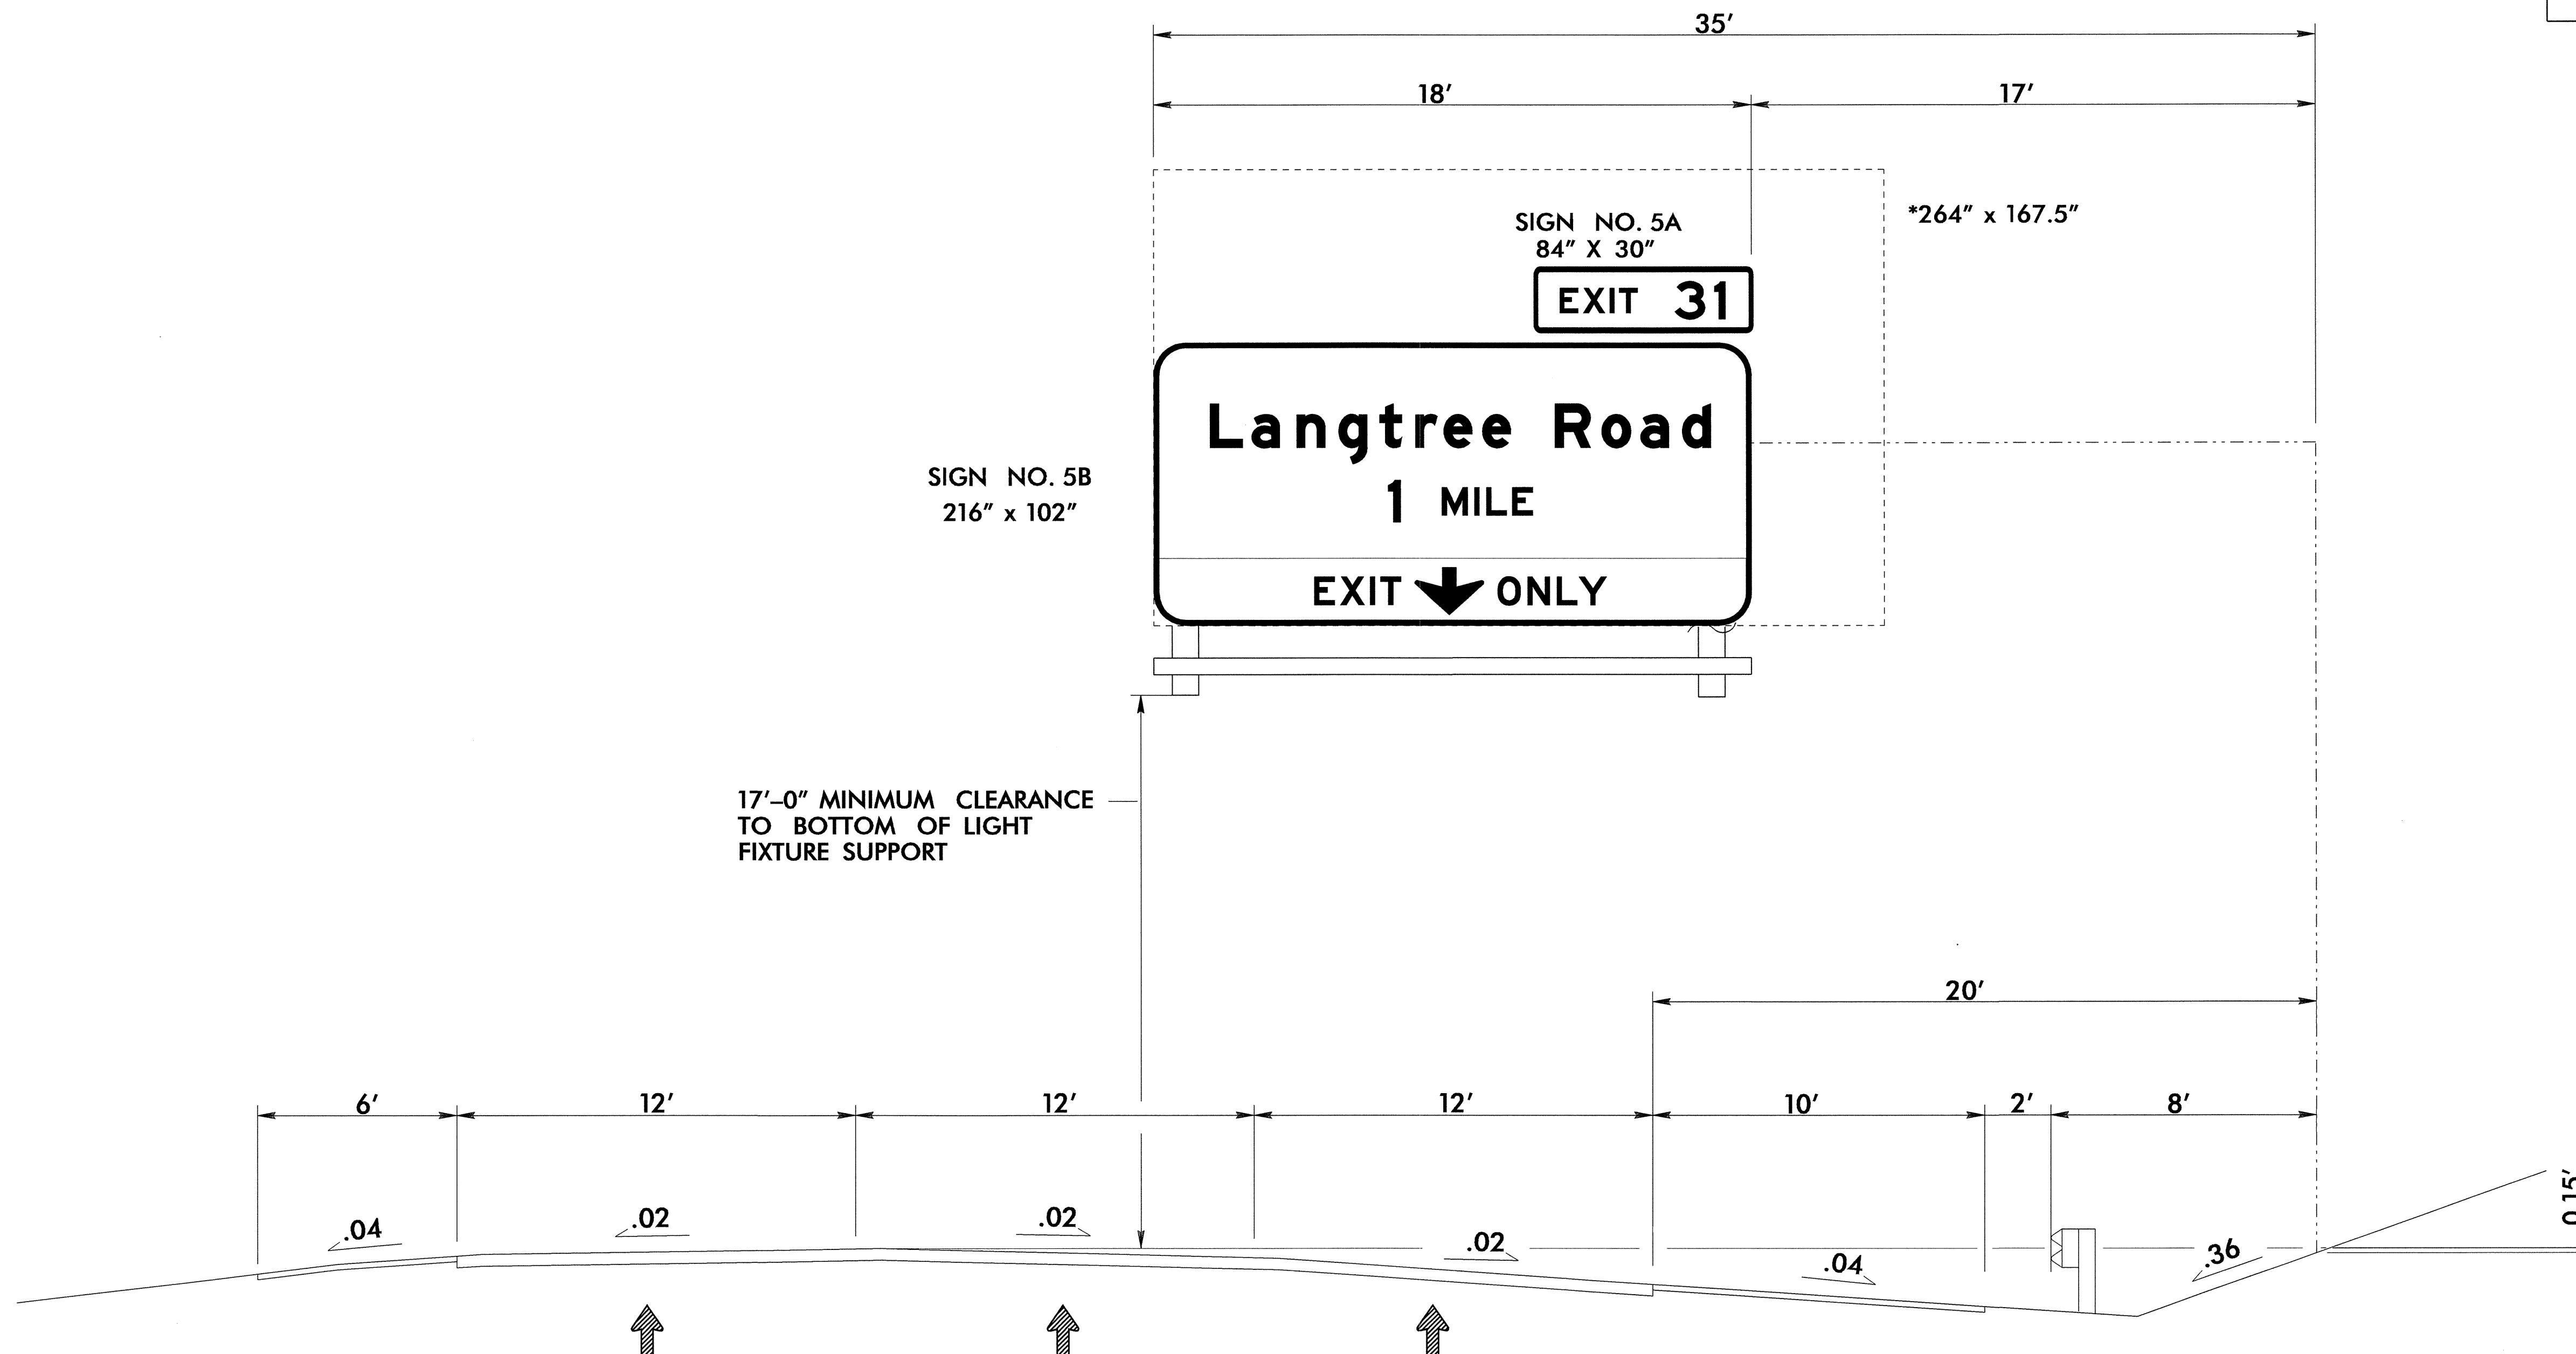 35′
18′
17′
*264″ x 167.5″
SIGN NO. 5A
84″ X 30″
EXIT 31
Langtree Road
1 MILE
EXIT ONLY
SIGN NO. 5B
216″ x 102″
17′–0″ MINIMUM CLEARANCE
TO BOTTOM OF LIGHT
FIXTURE SUPPORT
20′
6′
12′
12′
12′
10′
2′
8′
.04
.02
.02
.02
.04
.36
0.15′